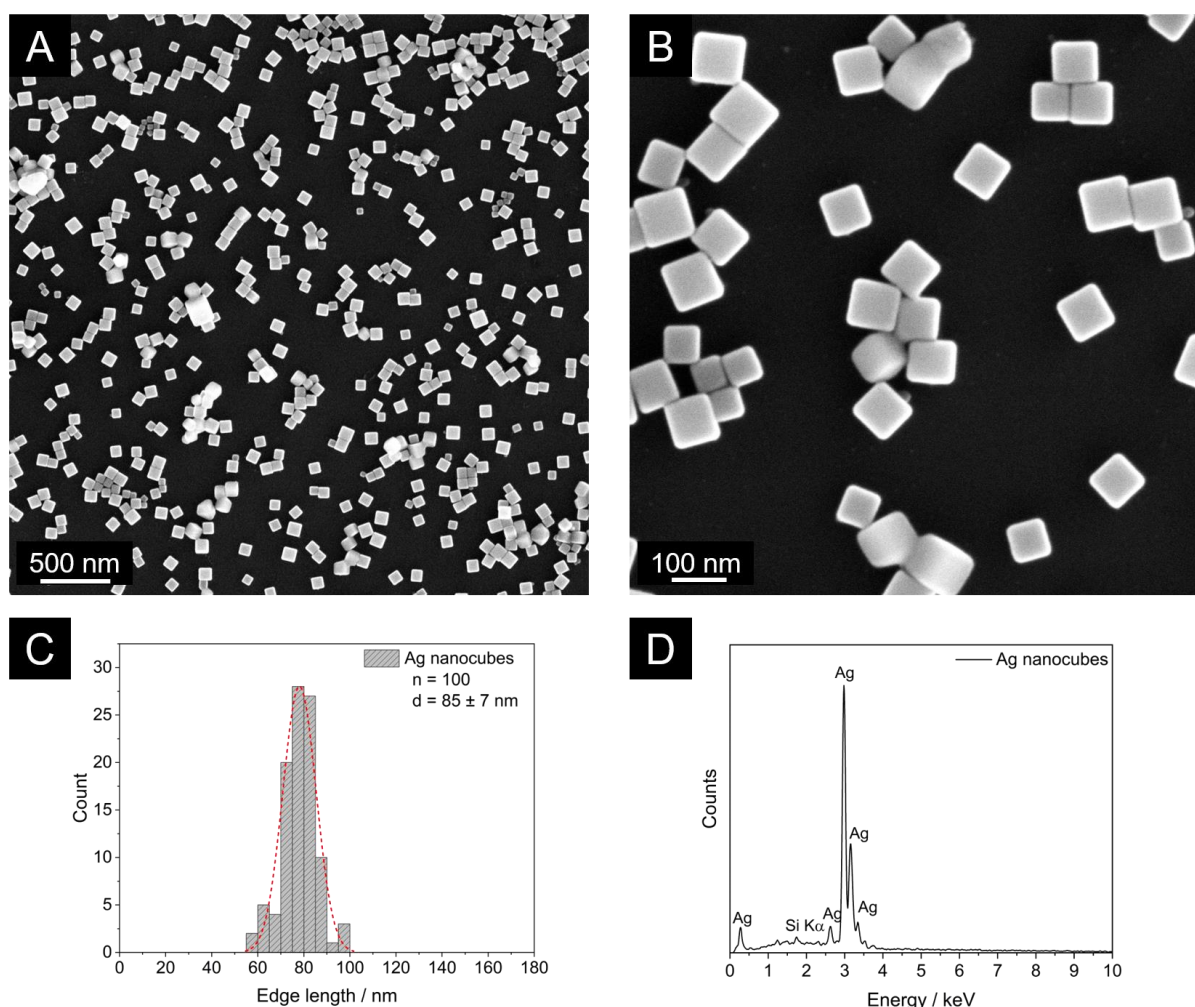 A
500 nm
B
100 nm
C
Ag nanocubes
n = 100
d = 85 ± 7 nm
Count
30
25
20
15
10
5
0
0 20 40 60 80 100 120 140 160 180
Edge length / nm
D
Ag nanocubes
Ag
Ag
Ag
Si Kα
Ag
Ag
Counts
0 1 2 3 4 5 6 7 8 9 10
Energy / keV